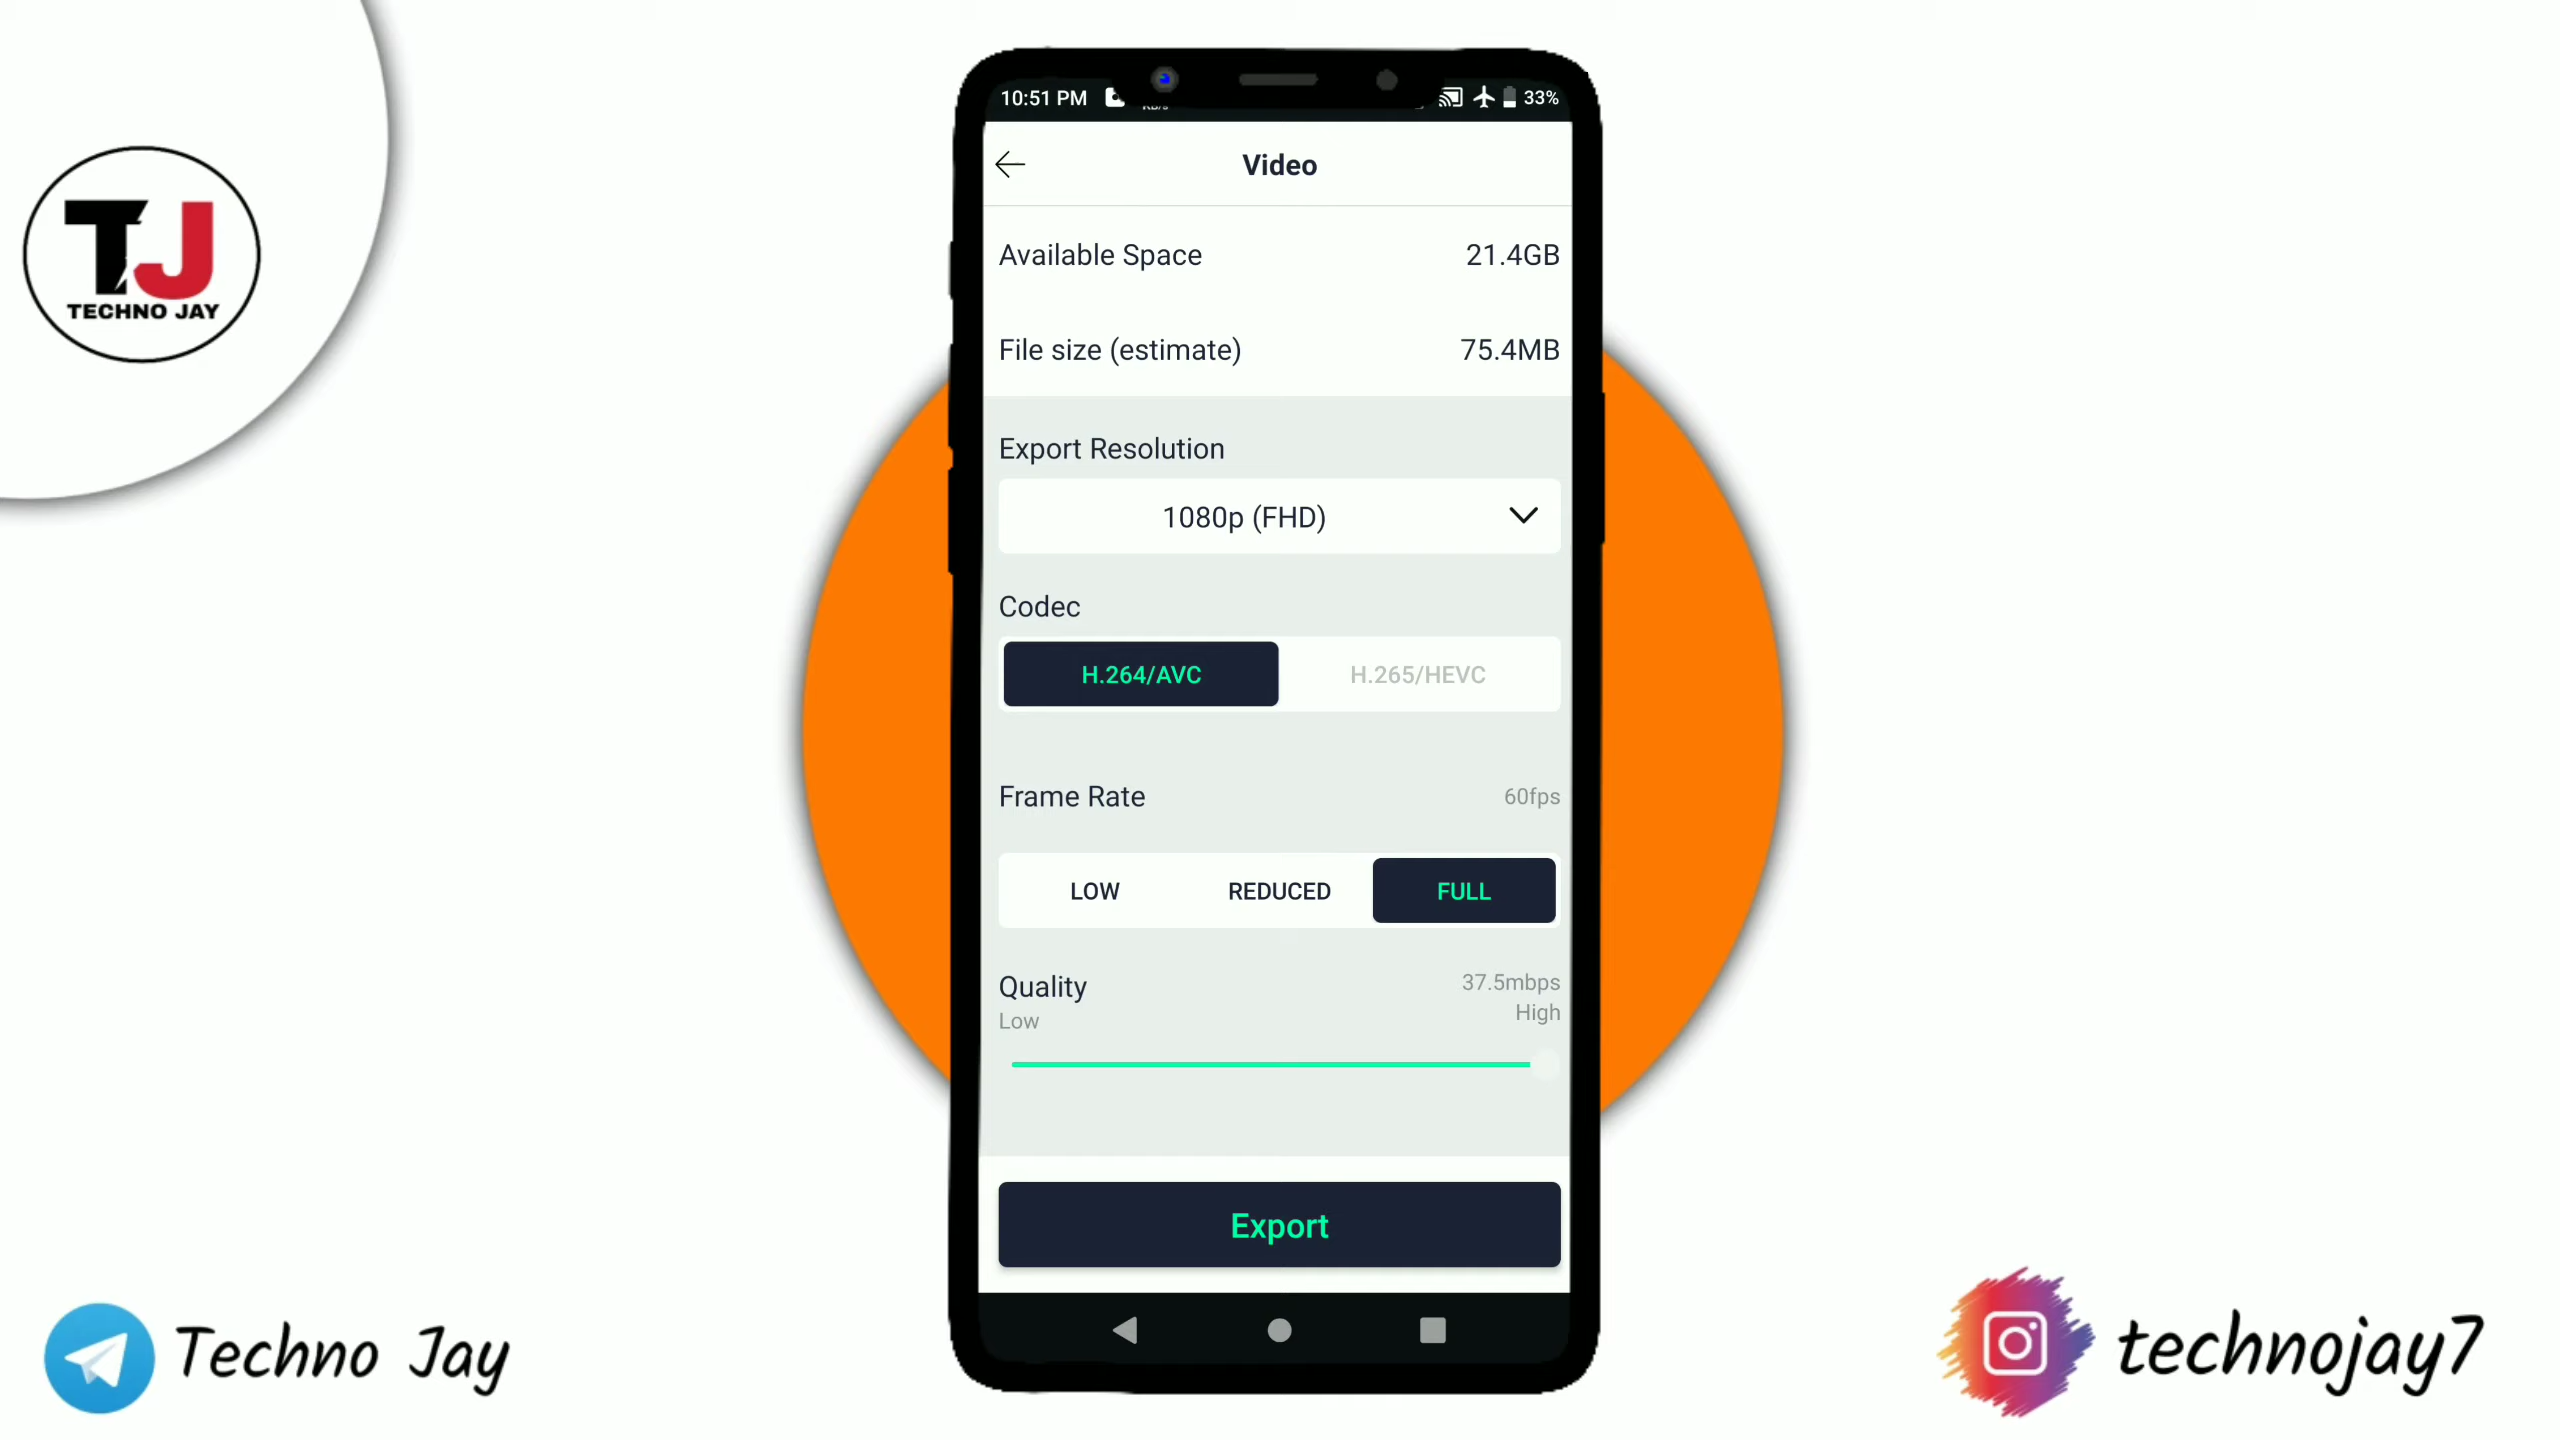 10:51 PM
33%
TJ
TECHNO JAY
Video
Available Space
21.4GB
File size (estimate)
75.4MB
Export Resolution
1080p (FHD)
Codec
H.264/AVC
H.265/HEVC
Frame Rate
60fps
LOW
REDUCED
FULL
Quality
37.5mbps
Low
High
Export
Techno Jay
technojay7